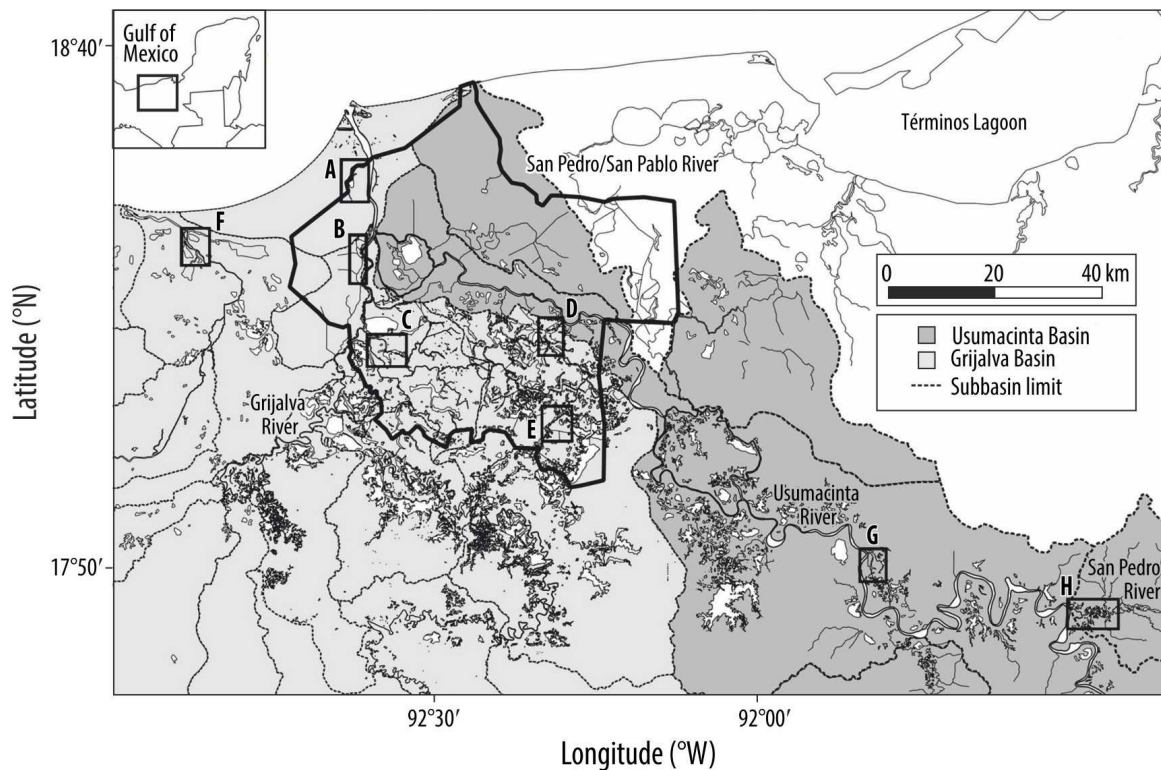 Gulf of
Mexico
18°40′
Términos Lagoon
San Pedro/San Pablo River
A
F
B
0 20 40 km
D
C
Usumacinta Basin
Grijalva Basin
Subbasin limit
Latitude (°N)
Grijalva
River
E
Usumacinta
River
G
17°50′
San Pedro
River
H
92°30′
92°00′
Longitude (°W)